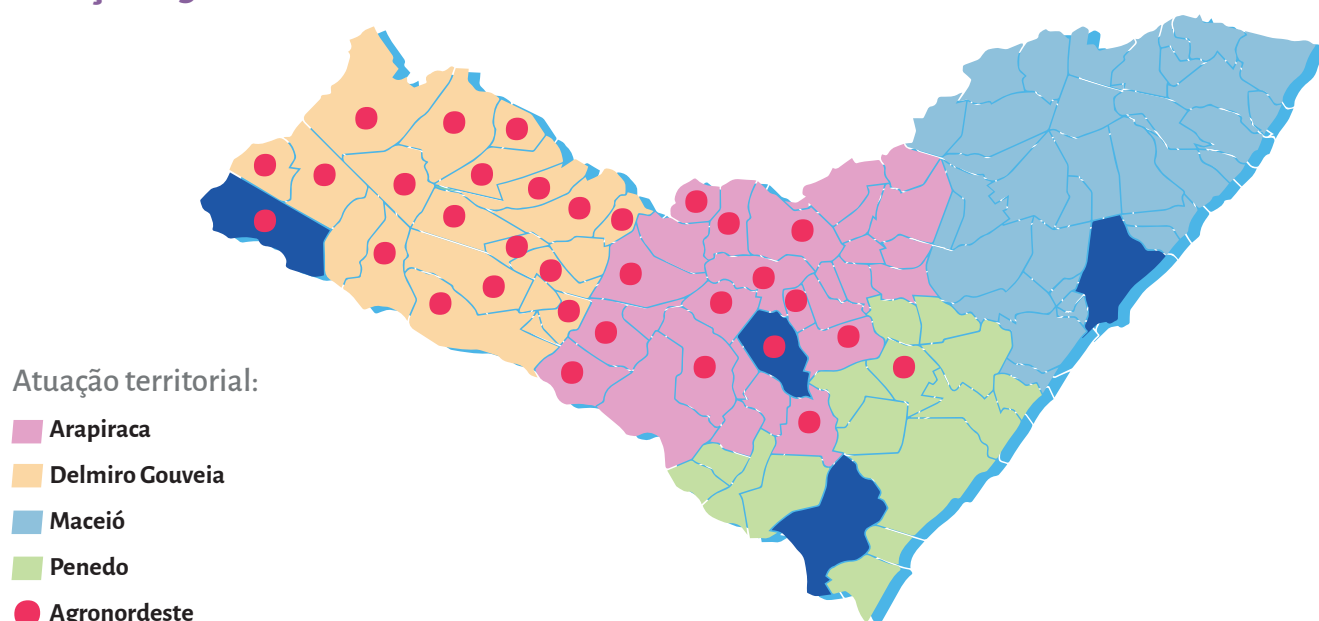 Atuação territorial:
Arapiraca
Delmiro Gouveia
Maceió
Penedo
Agronordeste